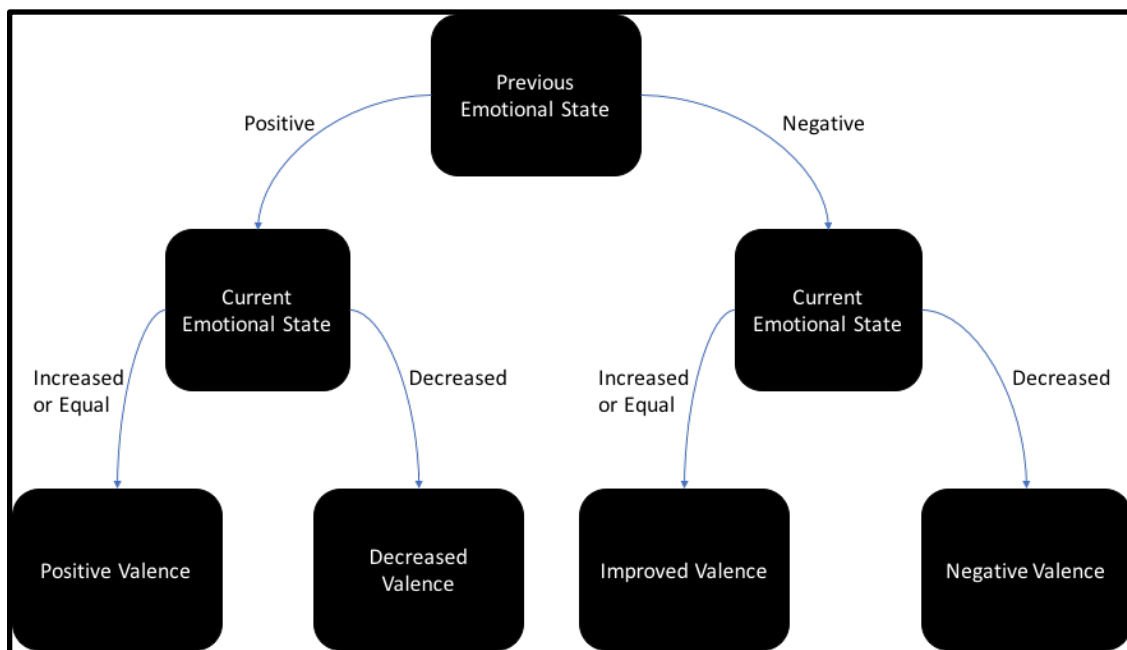 Previous
Emotional State
Positive
Negative
Current
Emotional State
Current
Emotional State
Increased
or Equal
Decreased
Increased
or Equal
Decreased
Positive Valence
Decreased
Valence
Improved Valence
Negative Valence